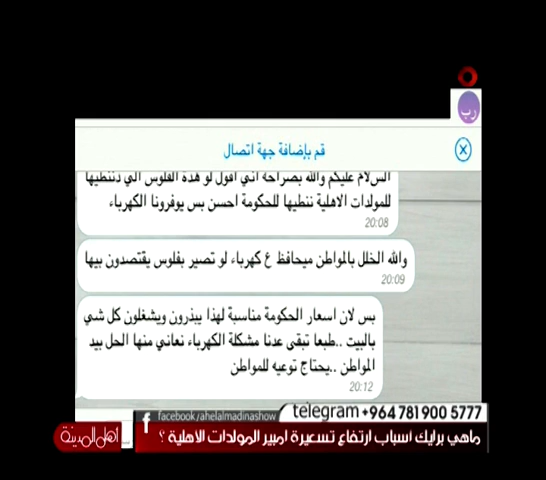 رب
قم بإضافة جهة اتصال
السلام عليكم والله بصراحة اني اقول لو هذه الفلوس الي دننطيها
للمولدات الاهلية ننطيها للحكومة احسن بس يوفرونا الكهرباء
20:08
والله الخلل بالمواطن ميحافظ ع كهرباء لو تصير بفلوس يقتصدون بيها
20:09
بس لان اسعار الحكومة مناسبة لهذا يبذرون ويشغلون كل شي
بالبيت ..طبعا تبقى عدنا مشكلة الكهرباء نعاني منها الحل بيد
المواطن ..يحتاج توعيه للمواطن
20:12
telegram +964 781 900 5777
facebook/ahelalmadinashow
ماهي برايك اسباب ارتفاع تسعيرة امبير المولدات الاهلية ؟
اهل المدينة